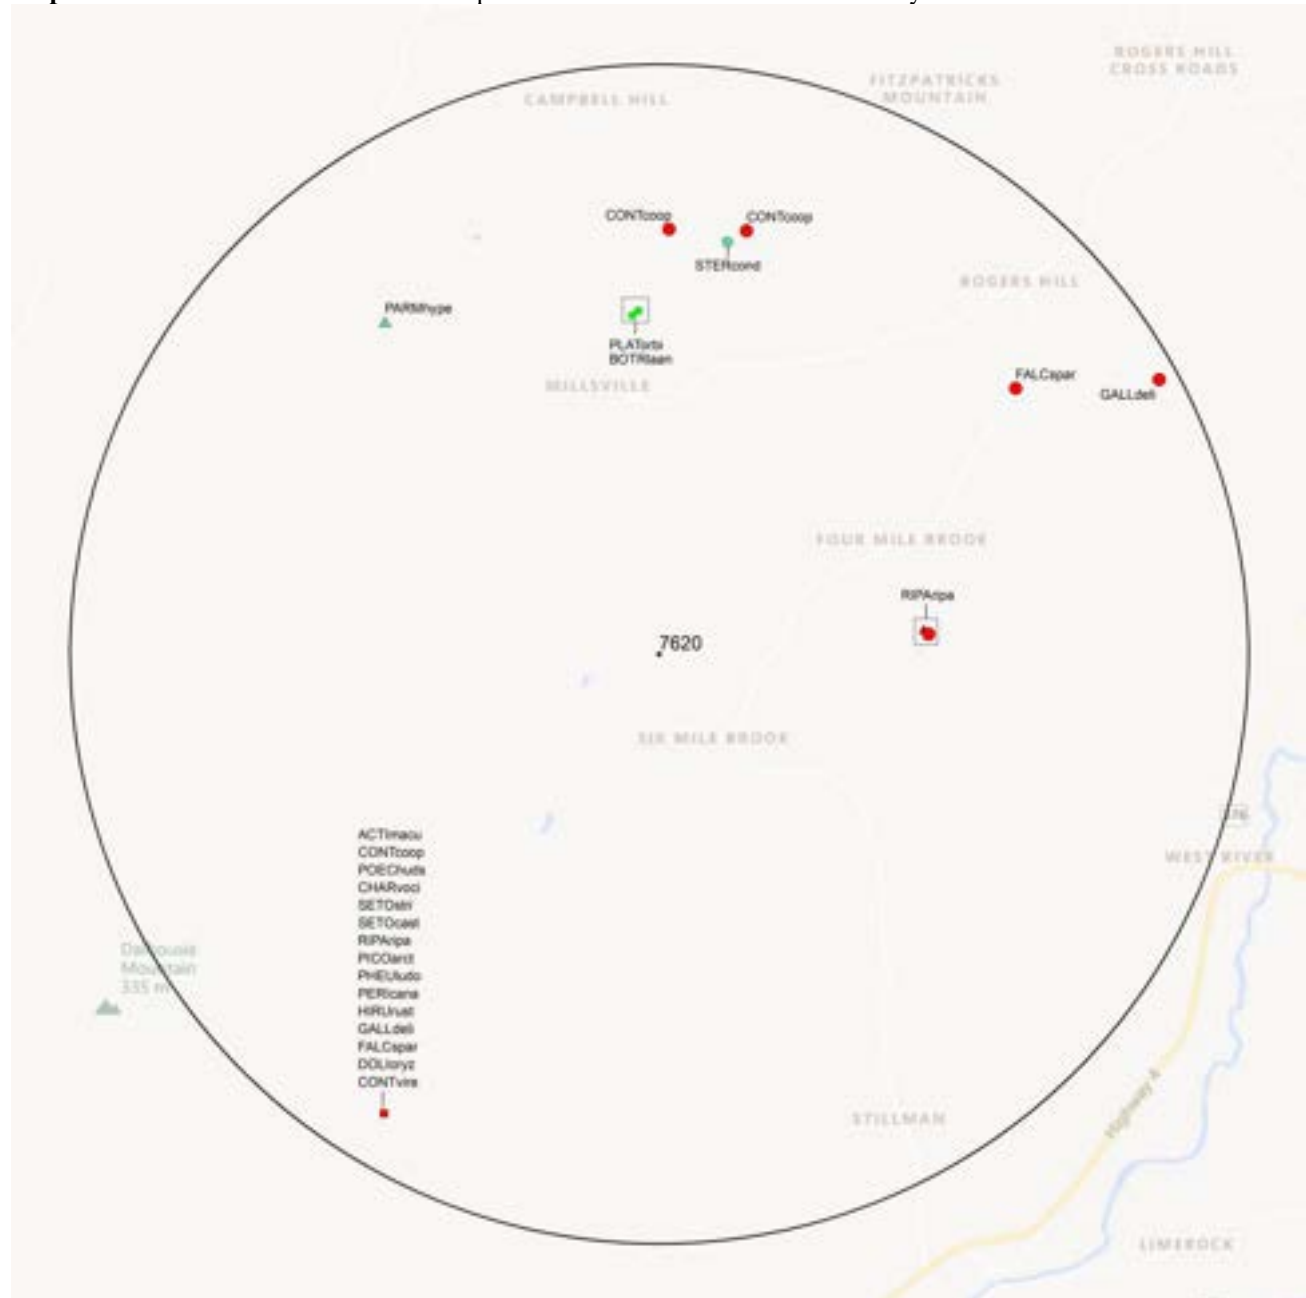 ROGERS HILL
CROSS ROADS
FITZPATRICKS
MOUNTAIN
CAMPBELL HILL
CONTcoop
CONTcoop
STERcond
ROGERS HILL
PARMhype
PLATorbi
BOTRlaan
MILLSVILLE
FALCspar
GALLdeli
FOUR MILE BROOK
RIPAripa
7620
SIX MILE BROOK
WEST RIVER
ACTImacu
CONTcoop
POEChuds
CHARvoci
SETOstri
SETOcast
RIPAripa
PICOarct
PHEUludo
PERIcana
HIRUrust
GALLdeli
FALCspar
DOLIoryz
CONTvire
Dalhousie
Mountain
335 m
STILLMAN
Highway 4
LIMEROCK